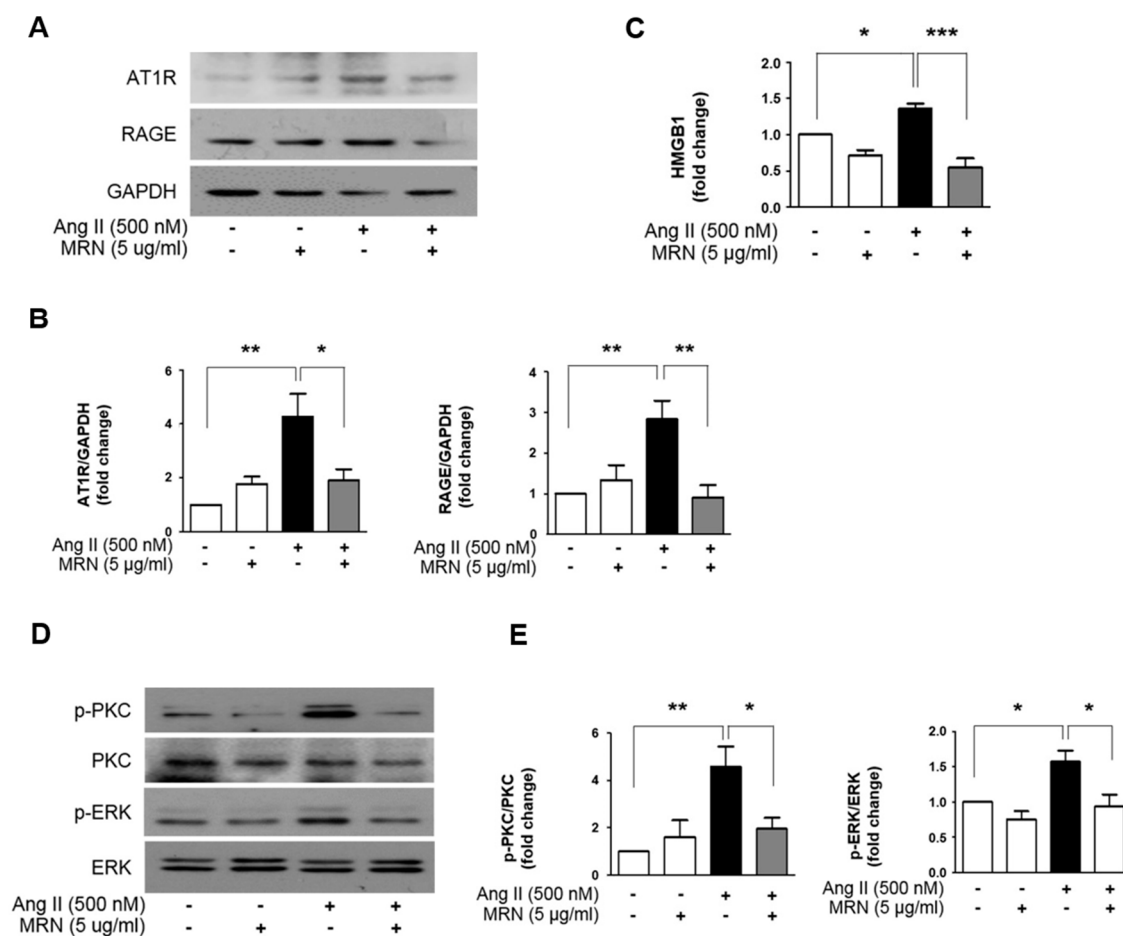 A
AT1R
RAGE
GAPDH
Ang II (500 nM) - - + +
MRN (5 ug/ml) - + - +
C
* ***
HMGB1
(fold change)
2.0
1.5
1.0
0.5
0.0
Ang II (500 nM) - - + +
MRN (5 µg/ml) - + - +
B
** *
AT1R/GAPDH
(fold change)
6
4
2
0
Ang II (500 nM) - - + +
MRN (5 µg/ml) - + - +
** **
RAGE/GAPDH
(fold change)
4
3
2
1
0
Ang II (500 nM) - - + +
MRN (5 µg/ml) - + - +
D
p-PKC
PKC
p-ERK
ERK
Ang II (500 nM) - - + +
MRN (5 ug/ml) - + - +
E
** *
p-PKC/PKC
(fold change)
6
4
2
0
Ang II (500 nM) - - + +
MRN (5 µg/ml) - + - +
* *
p-ERK/ERK
(fold change)
2.0
1.5
1.0
0.5
0.0
Ang II (500 nM) - - + +
MRN (5 µg/ml) - + - +